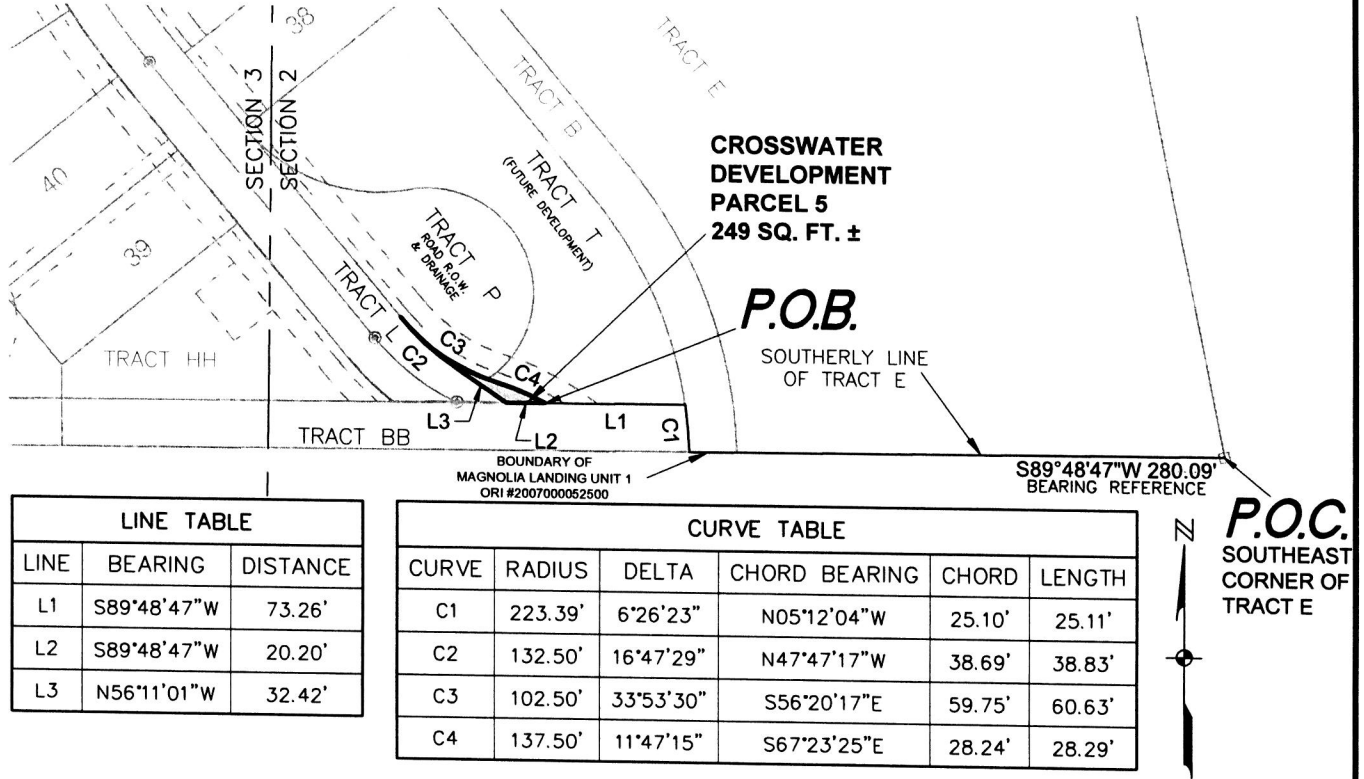 38
TRACT E
SECTION 3
SECTION 2
TRACT B
40
39
TRACT T
(FUTURE DEVELOPMENT)
TRACT P
ROAD R.O.W.
& DRAINAGE
TRACT L
TRACT HH
CROSSWATER
DEVELOPMENT
PARCEL 5
249 SQ. FT. ±
P.O.B.
SOUTHERLY LINE
OF TRACT E
C2
C3
C4
L3
L2
L1
C1
TRACT BB
BOUNDARY OF
MAGNOLIA LANDING UNIT 1
ORI #2007000052500
S89°48'47"W 280.09'
BEARING REFERENCE
P.O.C.
SOUTHEAST
CORNER OF
TRACT E
N
LINE TABLE
LINE BEARING DISTANCE
L1 S89°48'47"W 73.26'
L2 S89°48'47"W 20.20'
L3 N56°11'01"W 32.42'
CURVE TABLE
CURVE RADIUS DELTA CHORD BEARING CHORD LENGTH
C1 223.39' 6°26'23" N05°12'04"W 25.10' 25.11'
C2 132.50' 16°47'29" N47°47'17"W 38.69' 38.83'
C3 102.50' 33°53'30" S56°20'17"E 59.75' 60.63'
C4 137.50' 11°47'15" S67°23'25"E 28.24' 28.29'